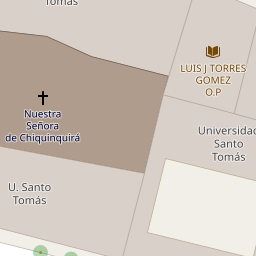 Tomás
LUIS J TORRES
GOMEZ
O.P
Nuestra
Señora
de Chiquinquirá
Universidad
Santo
Tomás
U. Santo
Tomás